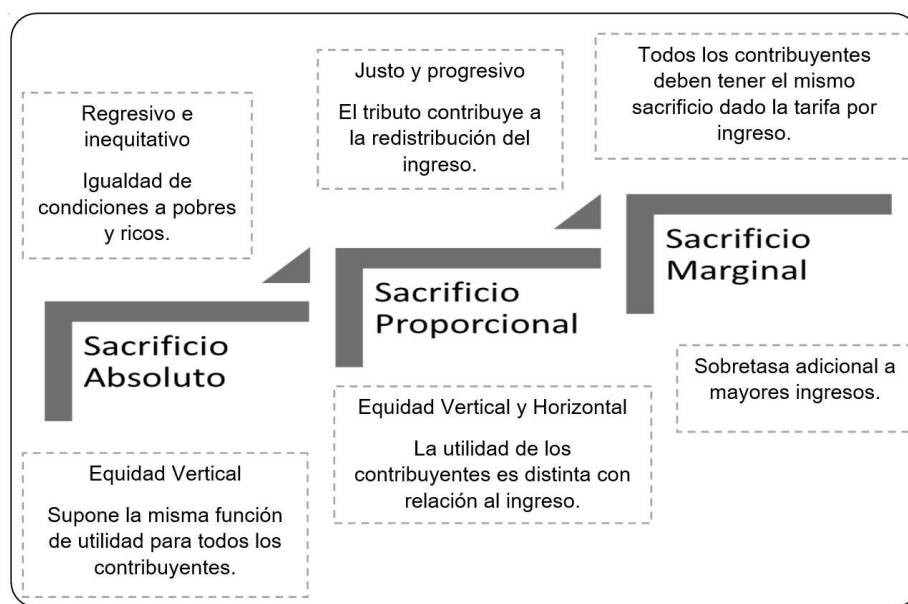 Regresivo e
inequitativo
Igualdad de
condiciones a pobres
y ricos.
Sacrificio
Absoluto
Equidad Vertical
Supone la misma función
de utilidad para todos los
contribuyentes.
Justo y progresivo
El tributo contribuye a
la redistribución del
ingreso.
Sacrificio
Proporcional
Equidad Vertical y Horizontal
La utilidad de los
contribuyentes es distinta con
relación al ingreso.
Todos los contribuyentes
deben tener el mismo
sacrificio dado la tarifa por
ingreso.
Sacrificio
Marginal
Sobretasa adicional a
mayores ingresos.